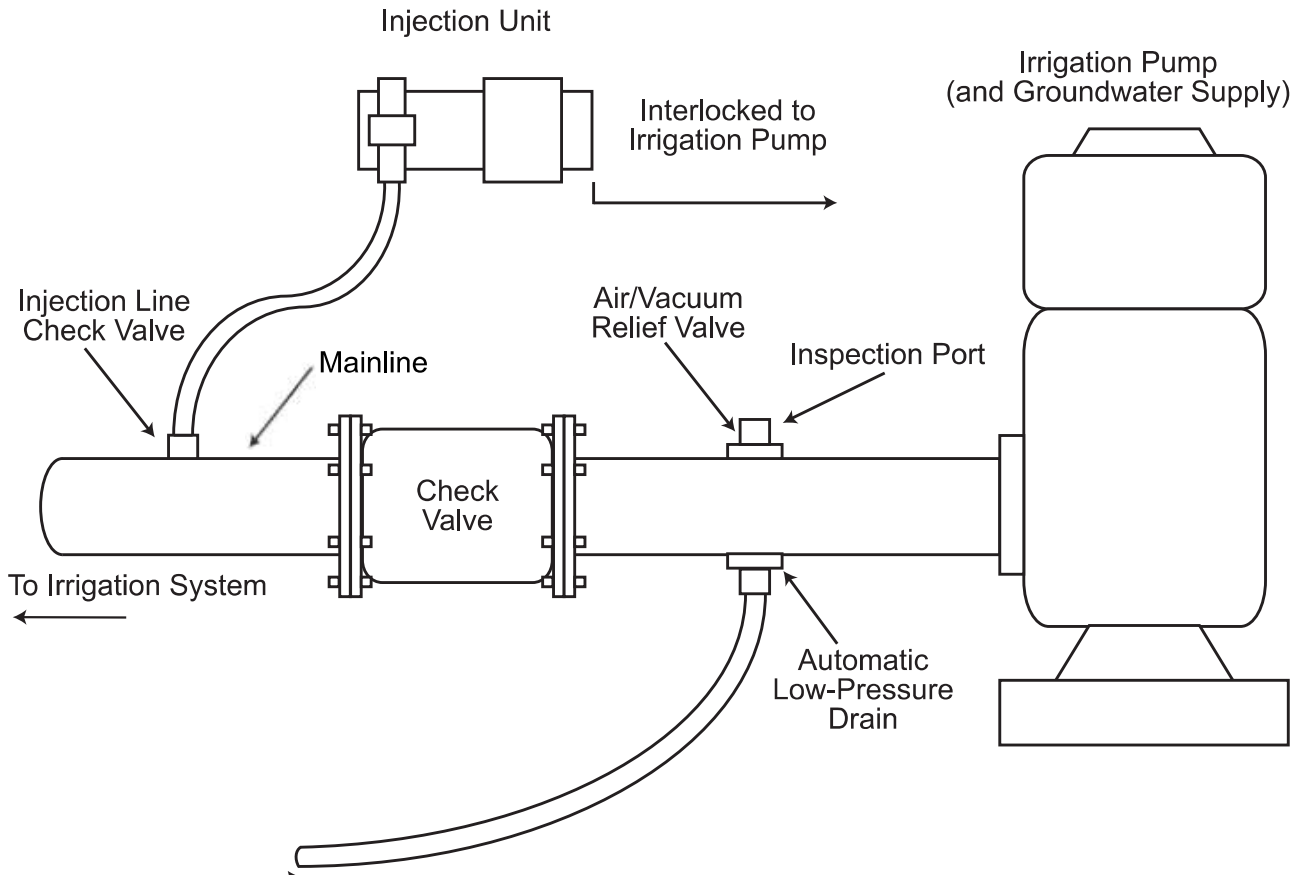 Injection Unit
Irrigation Pump
(and Groundwater Supply)
Interlocked to
Irrigation Pump
Injection Line
Check Valve
Mainline
Air/Vacuum
Relief Valve
Inspection Port
Check
Valve
To Irrigation System
Automatic
Low-Pressure
Drain